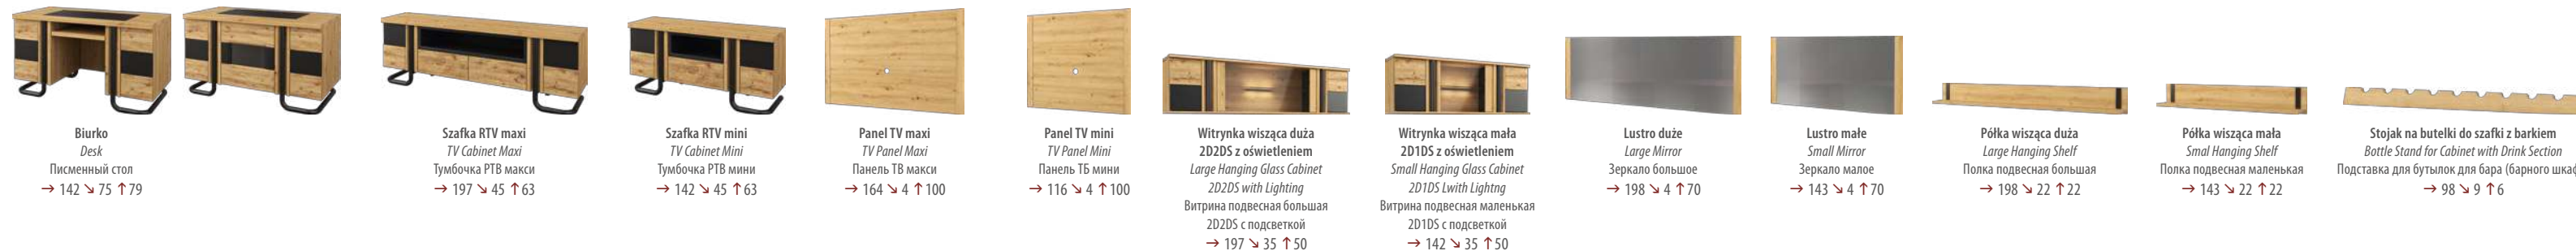 Biurko
Desk
Писменный стол
→ 142 ↘ 75 ↑ 79
Szafka RTV maxi
TV Cabinet Maxi
Тумбочка РТВ макси
→ 197 ↘ 45 ↑ 63
Szafka RTV mini
TV Cabinet Mini
Тумбочка РТВ мини
→ 142 ↘ 45 ↑ 63
Panel TV maxi
TV Panel Maxi
Панель ТВ макси
→ 164 ↘ 4 ↑ 100
Panel TV mini
TV Panel Mini
Панель ТБ мини
→ 116 ↘ 4 ↑ 100
Witrynka wisząca duża
2D2DS z oświetleniem
Large Hanging Glass Cabinet
2D2DS with Lighting
Витрина подвесная большая
2D2DS с подсветкой
→ 197 ↘ 35 ↑ 50
Witrynka wisząca mała
2D1DS z oświetleniem
Small Hanging Glass Cabinet
2D1DS Lwith Lightng
Витрина подвесная маленькая
2D1DS с подсветкой
→ 142 ↘ 35 ↑ 50
Lustro duże
Large Mirror
Зеркало большое
→ 198 ↘ 4 ↑ 70
Lustro małe
Small Mirror
Зеркало малое
→ 143 ↘ 4 ↑ 70
Półka wisząca duża
Large Hanging Shelf
Полка подвесная большая
→ 198 ↘ 22 ↑ 22
Półka wisząca mała
Smal Hanging Shelf
Полка подвесная маленькая
→ 143 ↘ 22 ↑ 22
Stojak na butelki do szafki z barkiem
Bottle Stand for Cabinet with Drink Section
Подставка для бутылок для бара (барного шкаф
→ 98 ↘ 9 ↑ 6